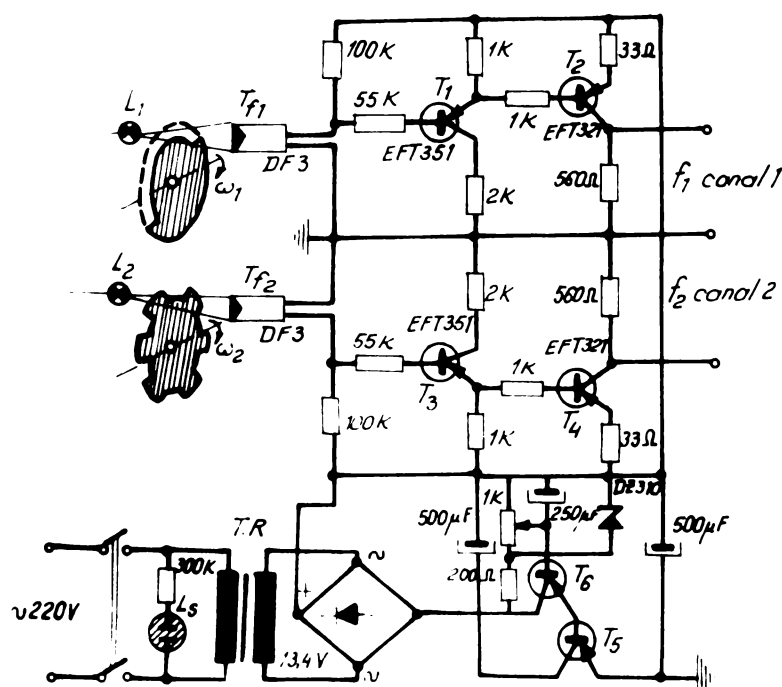 100K
1K
T2
33Ω
L1
Tf1
T1
55K
1K
EFT351
EFT321
DF3
ω1
2K
560Ω
f1 canal 1
L2
Tf2
2K
560Ω
f2 canal 2
DF3
EFT351
EFT321
ω2
55K
1K
T3
T4
100K
1K
33Ω
DZ310
1K
500μF
250μF
500μF
T.R
300K
200Ω
T6
Ls
+
~
~220V
T5
13,4V
~